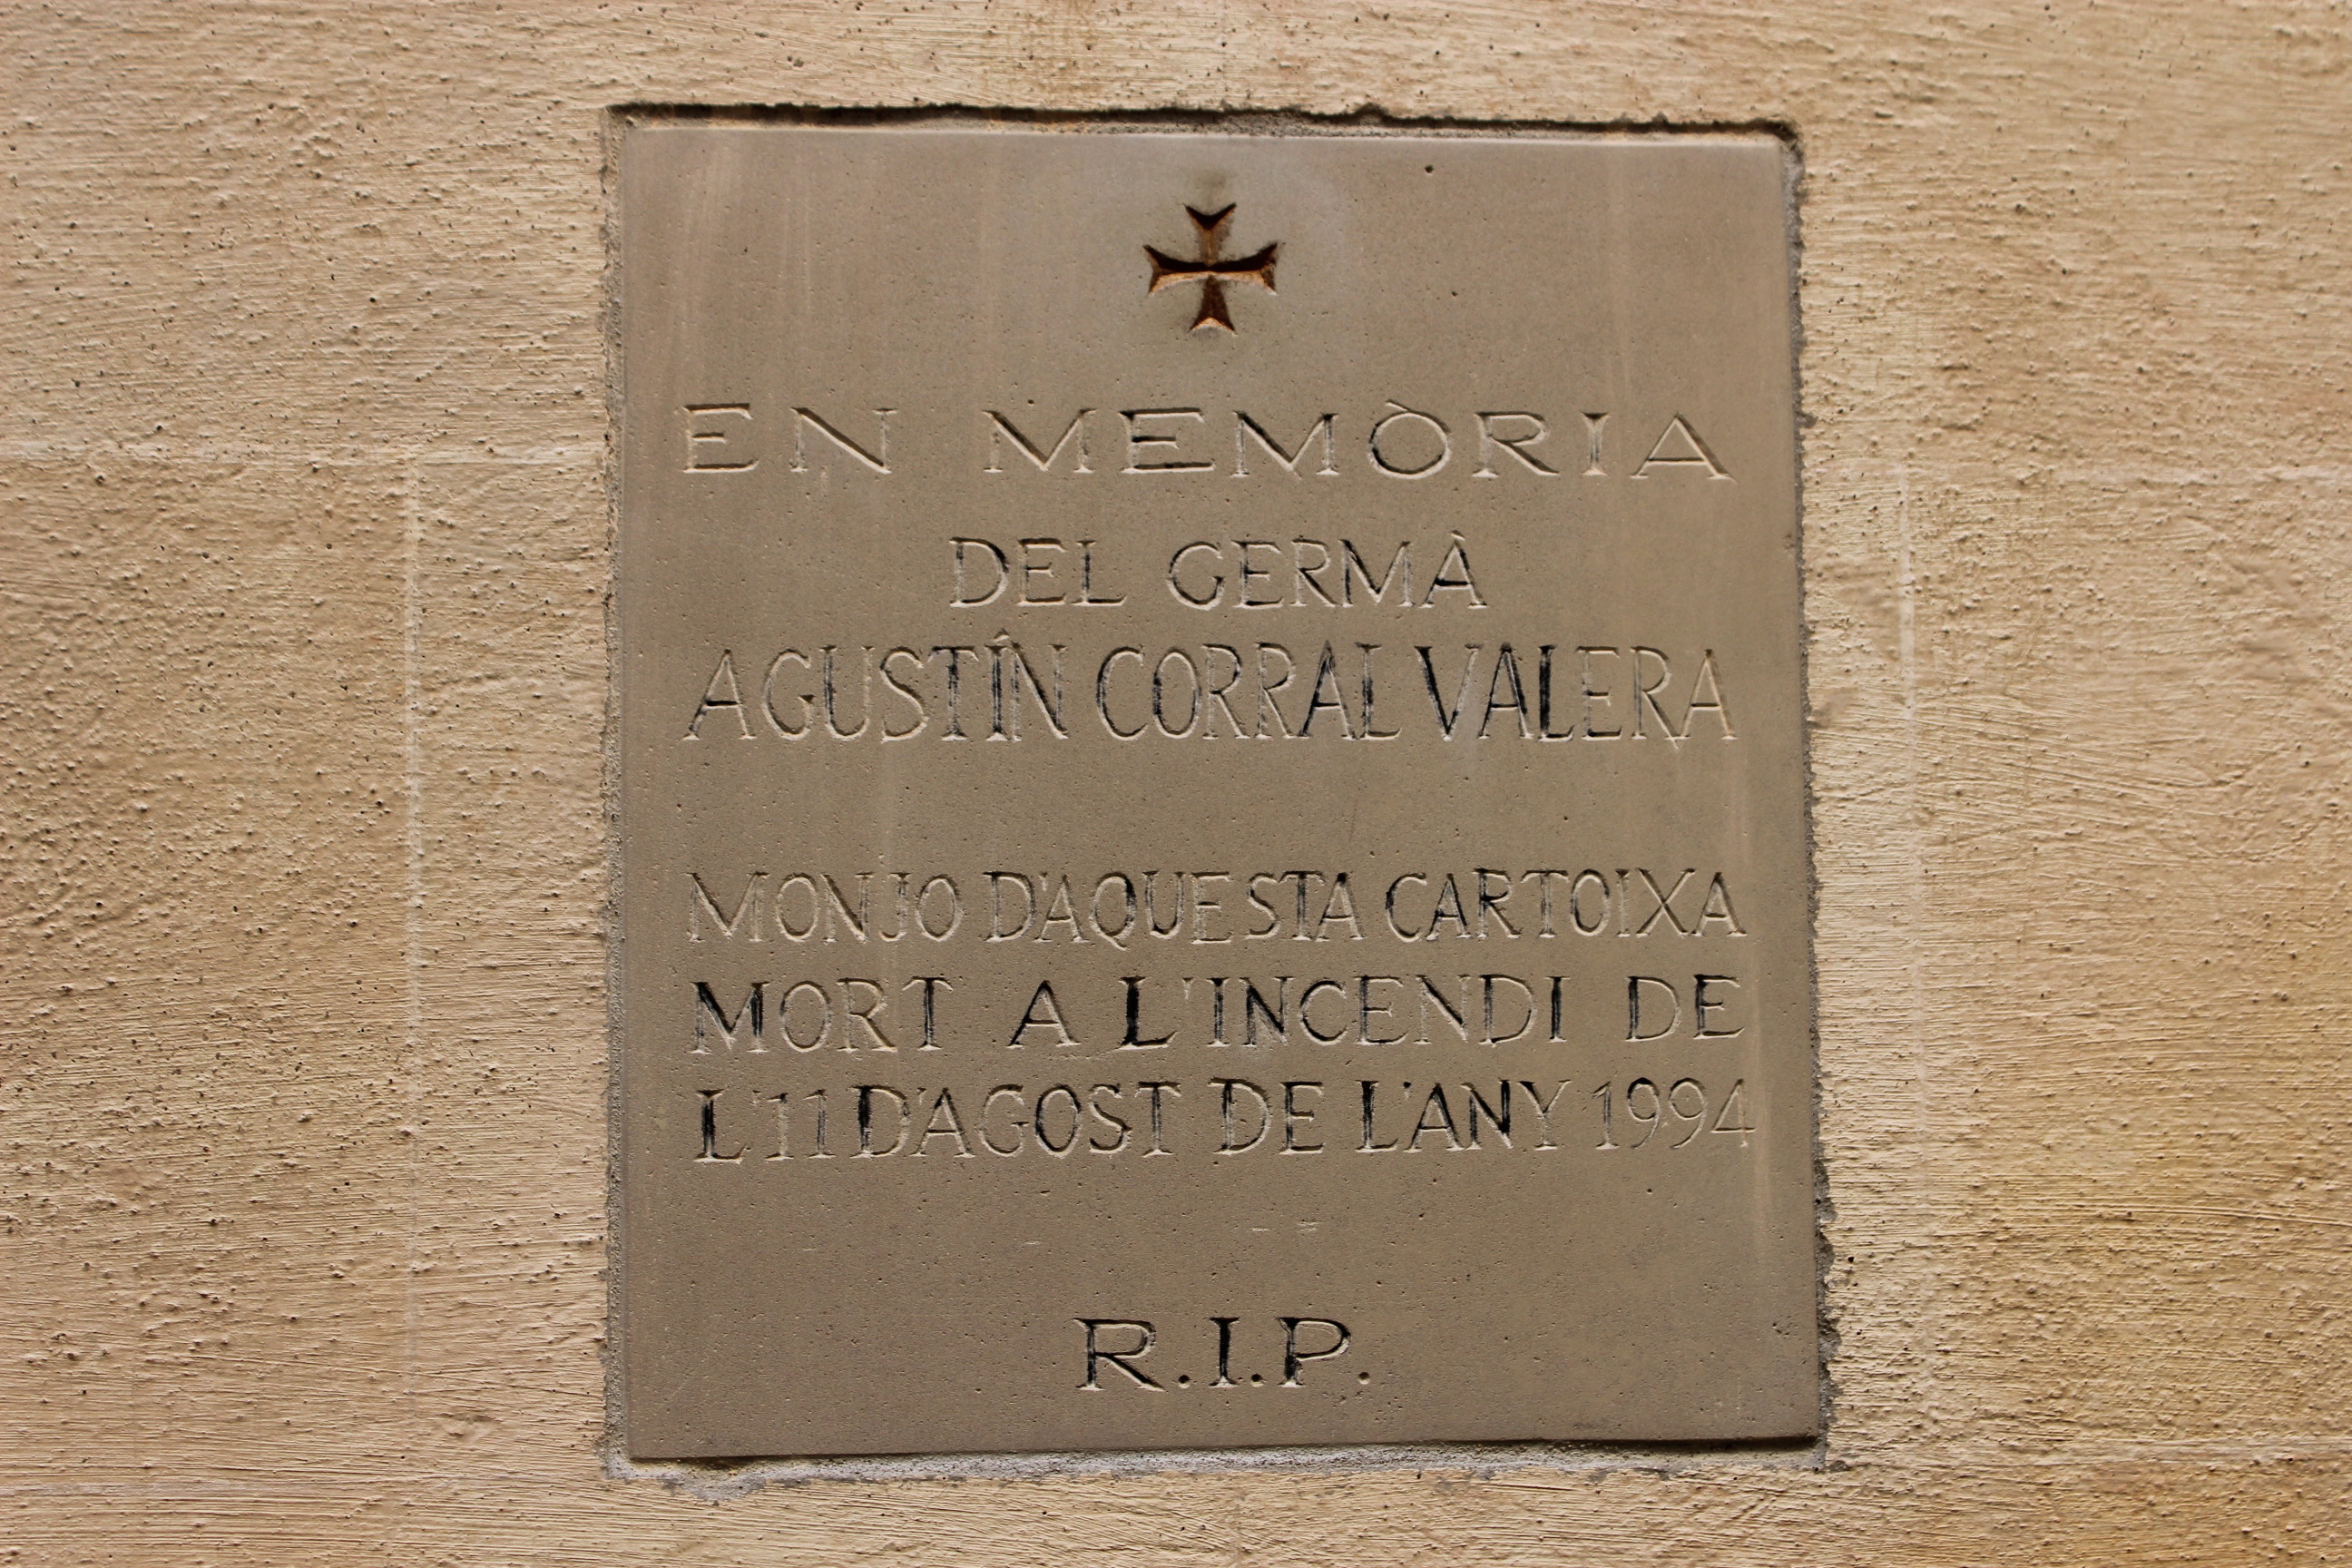 EN MEMÒRIA
DEL GERMÀ
AGUSTÍN CORRAL VALERA
MONJO D'AQUESTA CARTOIXA
MORT A L'INCENDI DE
L'11 D'AGOST DE L'ANY 1994
R.I.P.